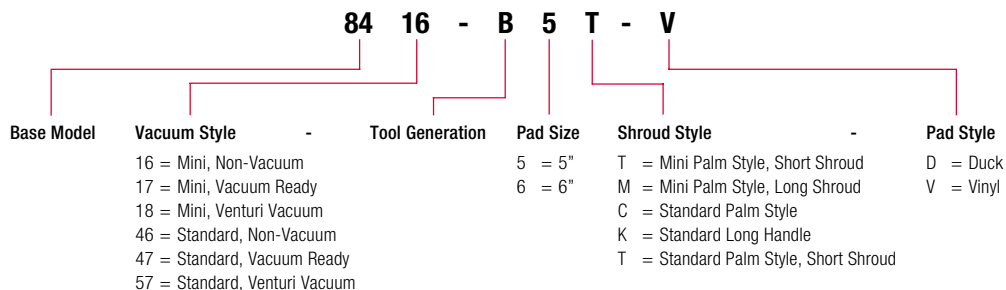 84 16 - B 5 T - V
Base Model Vacuum Style - Tool Generation Pad Size Shroud Style - Pad Style
16 = Mini, Non-Vacuum 5 = 5” T = Mini Palm Style, Short Shroud D = Duck
17 = Mini, Vacuum Ready 6 = 6” M = Mini Palm Style, Long Shroud V = Vinyl
18 = Mini, Venturi Vacuum C = Standard Palm Style
46 = Standard, Non-Vacuum K = Standard Long Handle
47 = Standard, Vacuum Ready T = Standard Palm Style, Short Shroud
57 = Standard, Venturi Vacuum